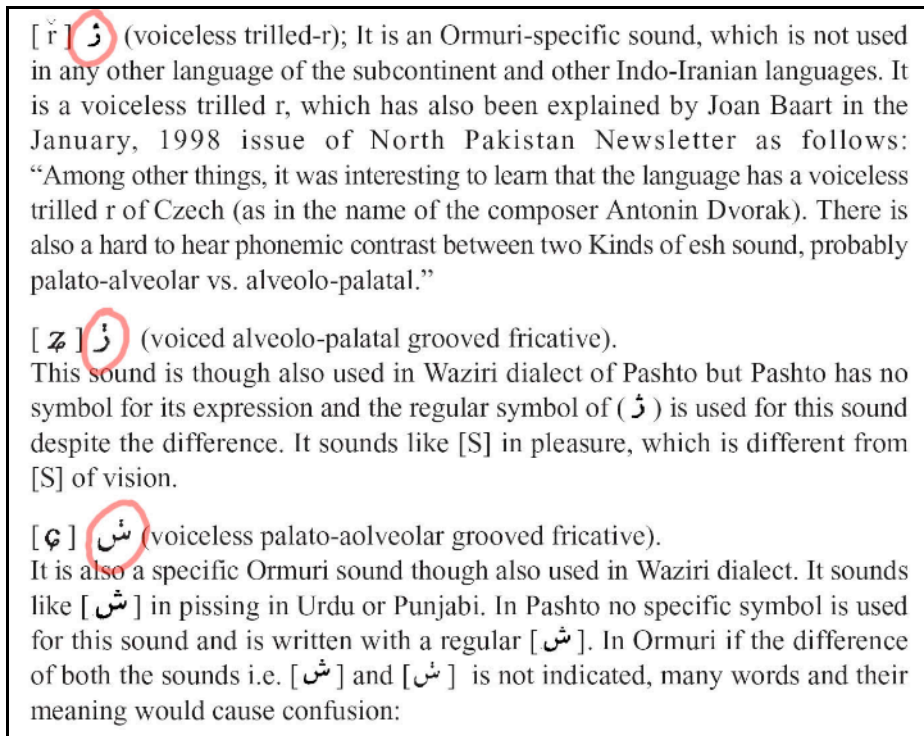 [ ř ] ݬ (voiceless trilled-r); It is an Ormuri-specific sound, which is not used
in any other language of the subcontinent and other Indo-Iranian languages. It
is a voiceless trilled r, which has also been explained by Joan Baart in the
January, 1998 issue of North Pakistan Newsletter as follows:
“Among other things, it was interesting to learn that the language has a voiceless
trilled r of Czech (as in the name of the composer Antonin Dvorak). There is
also a hard to hear phonemic contrast between two Kinds of esh sound, probably
palato-alveolar vs. alveolo-palatal.”
[ ʑ ] ݫ (voiced alveolo-palatal grooved fricative).
This sound is though also used in Waziri dialect of Pashto but Pashto has no
symbol for its expression and the regular symbol of ( ژ ) is used for this sound
despite the difference. It sounds like [S] in pleasure, which is different from
[S] of vision.
[ ɕ ] ݭ (voiceless palato-aolveolar grooved fricative).
It is also a specific Ormuri sound though also used in Waziri dialect. It sounds
like [ ش ] in pissing in Urdu or Punjabi. In Pashto no specific symbol is used
for this sound and is written with a regular [ ش ]. In Ormuri if the difference
of both the sounds i.e. [ ش ] and [ ݭ ] is not indicated, many words and their
meaning would cause confusion: